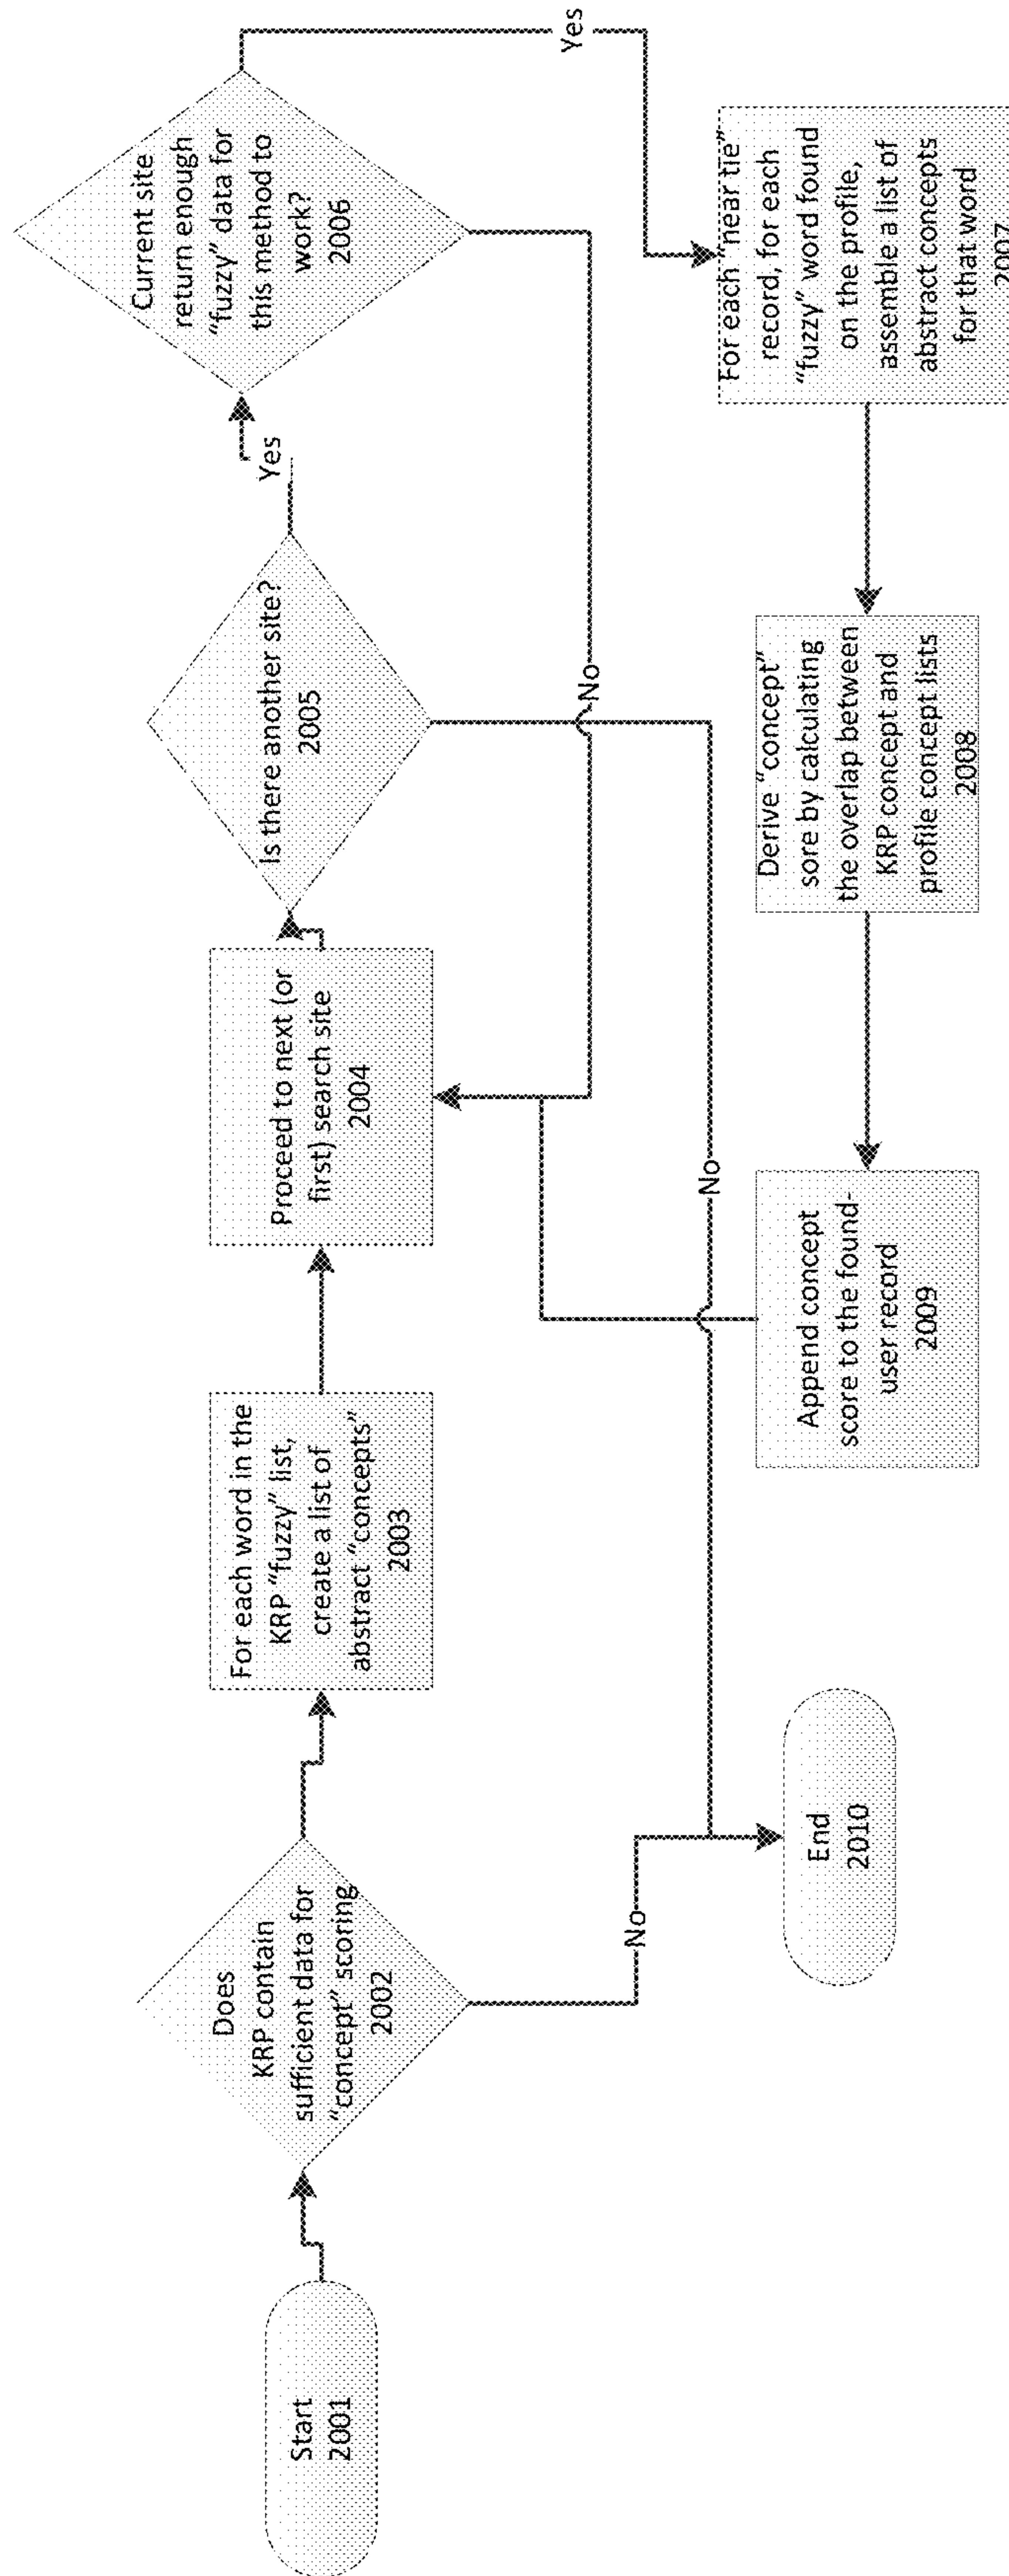 Start
2001
Does
KRP contain
sufficient data for
“concept” scoring
2002
No
For each word in the
KRP “fuzzy” list,
create a list of
abstract “concepts”
2003
Proceed to next (or
first) search site
2004
Is there another site?
2005
Yes
No
Current site
return enough
“fuzzy” data for
this method to
work?
2006
Yes
No
For each “near tie”
record, for each
“fuzzy” word found
on the profile,
assemble a list of
abstract concepts
for that word
2007
Derive “concept”
sore by calculating
the overlap between
KRP concept and
profile concept lists
2008
Append concept
score to the found-
user record
2009
End
2010